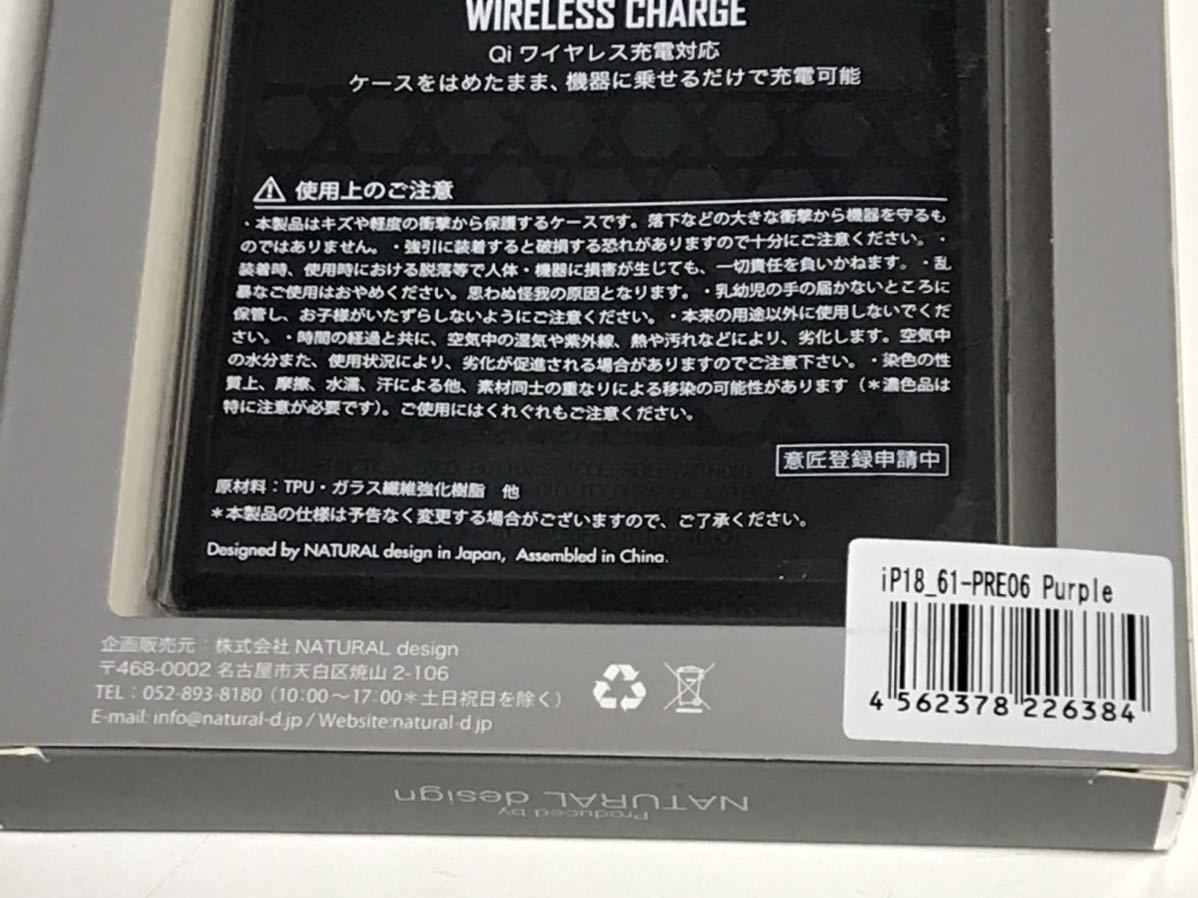 WIRELESS CHARGE
Qi ワイヤレス充電対応
ケースをはめたまま、機器に乗せるだけで充電可能
使用上のご注意
・本製品はキズや軽度の衝撃から保護するケースです。落下などの大きな衝撃から機器を守るも
のではありません。・強引に装着すると破損する恐れがありますので十分にご注意ください。・
装着時、使用時における脱落等で人体・機器に損害が生じても、一切責任を負いかねます。・乱
暴なご使用はおやめください。思わぬ怪我の原因となります。・乳幼児の手の届かないところに
保管し、お子様がいたずらしないようにご注意ください。・本来の用途以外に使用しないでくだ
さい。・時間の経過と共に、空気中の湿気や紫外線、熱や汚れなどにより、劣化します。空気中
の水分また、使用状況により、劣化が促進される場合がありますのでご注意下さい。・染色の性
質上、摩擦、水濡、汗による他、素材同士の重なりによる移染の可能性があります（＊濃色品は
特に注意が必要です）。ご使用にはくれぐれもご注意ください。
意匠登録申請中
原材料：TPU・ガラス繊維強化樹脂 他
＊本製品の仕様は予告なく変更する場合がございますので、ご了承ください。
Designed by NATURAL design in Japan, Assembled in China.
iP18_61-PRE06 Purple
4 562378 226384
企画販売元：株式会社 NATURAL design
〒468-0002 名古屋市天白区焼山 2-106
TEL：052-893-8180（10:00～17:00＊土日祝日を除く）
E-mail: info@natural-d.jp / Website:natural-d.jp
Produced by
NATURAL design